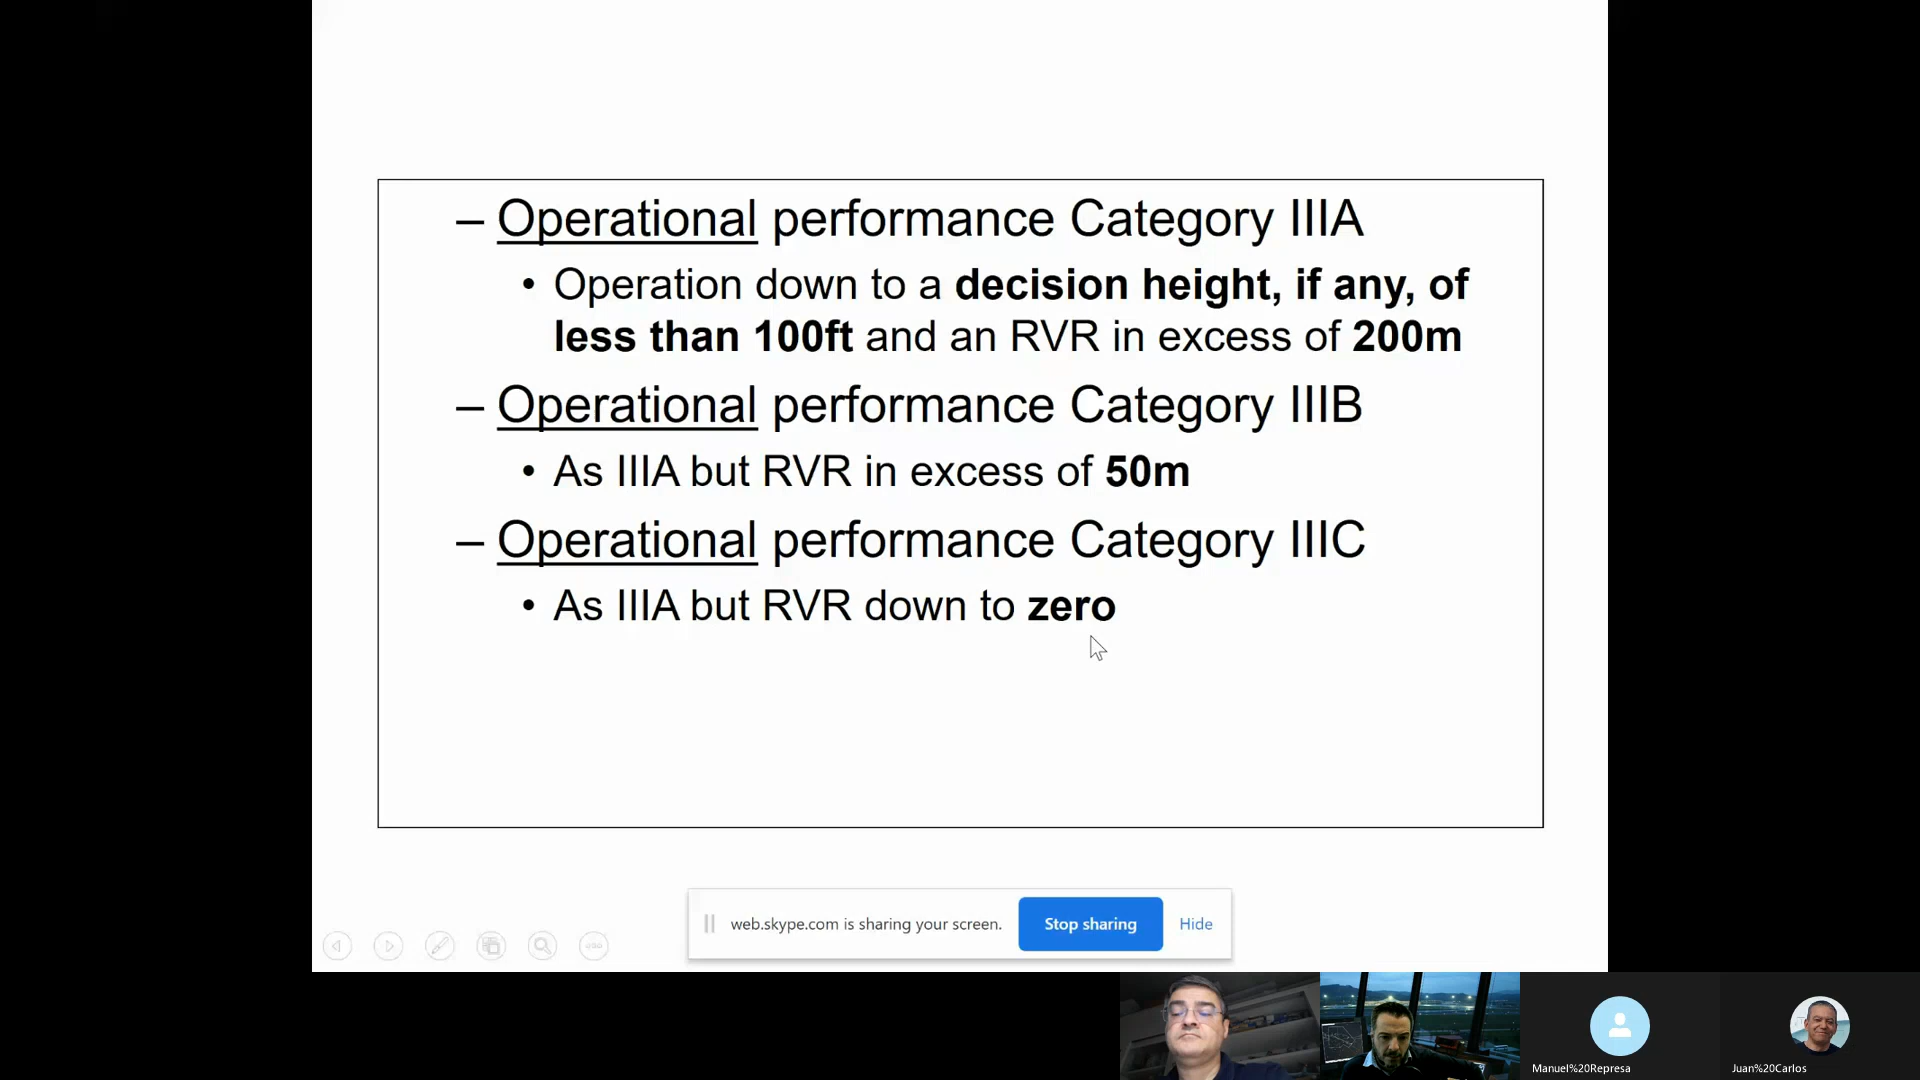 – Operational performance Category IIIA
• Operation down to a decision height, if any, of
less than 100ft and an RVR in excess of 200m
– Operational performance Category IIIB
• As IIIA but RVR in excess of 50m
– Operational performance Category IIIC
• As IIIA but RVR down to zero
web.skype.com is sharing your screen.
Stop sharing
Hide
Manuel%20Represa
Juan%20Carlos